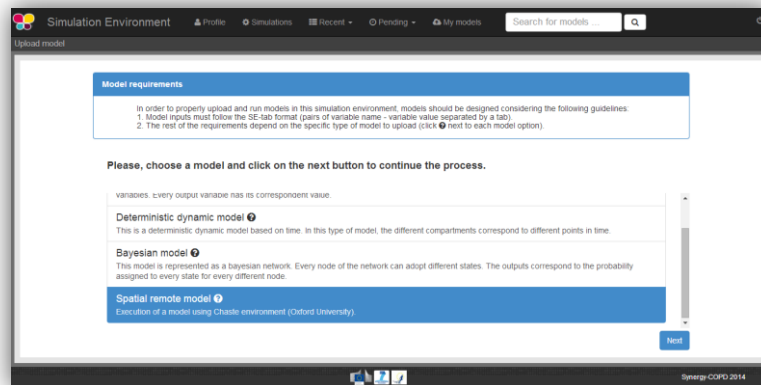 Simulation Environment Profile Simulations Recent Pending My models Search for models ...
Upload model
Model requirements
In order to properly upload and run models in this simulation environment, models should be designed considering the following guidelines:
1. Model inputs must follow the SE-tab format (pairs of variable name - variable value separated by a tab).
2. The rest of the requirements depend on the specific type of model to upload (click ? next to each model option).
Please, choose a model and click on the next button to continue the process.
variables. Every output variable has its correspondent value.
Deterministic dynamic model ?
This is a deterministic dynamic model based on time. In this type of model, the different compartments correspond to different points in time.
Bayesian model ?
This model is represented as a bayesian network. Every node of the network can adopt different states. The outputs correspond to the probability
assigned to every state for every different node.
Spatial remote model ?
Execution of a model using Chaste environment (Oxford University).
Next
Synergy-COPD 2014